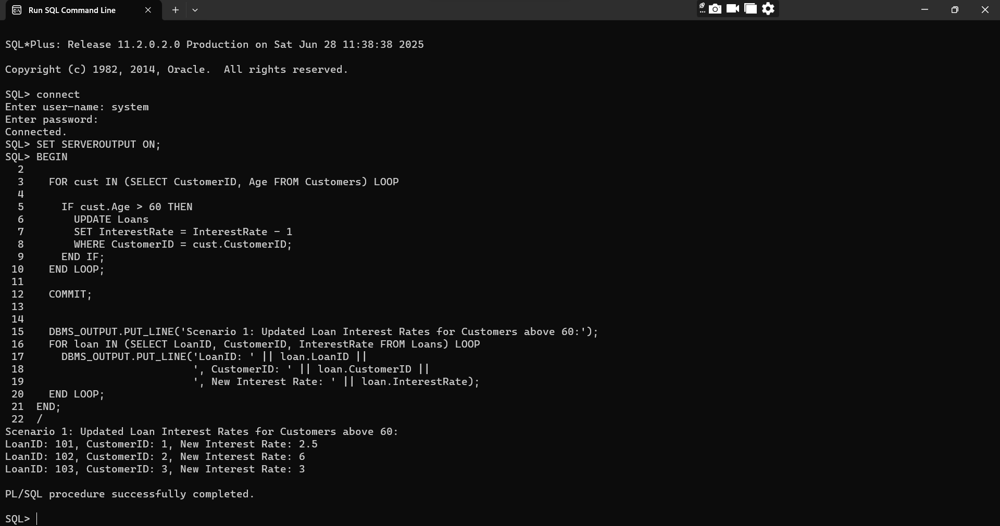 Run SQL Command Line
SQL*Plus: Release 11.2.0.2.0 Production on Sat Jun 28 11:38:38 2025
Copyright (c) 1982, 2014, Oracle.  All rights reserved.
SQL> connect
Enter user-name: system
Enter password:
Connected.
SQL> SET SERVEROUTPUT ON;
SQL> BEGIN
  2
  3    FOR cust IN (SELECT CustomerID, Age FROM Customers) LOOP
  4
  5      IF cust.Age > 60 THEN
  6        UPDATE Loans
  7        SET InterestRate = InterestRate - 1
  8        WHERE CustomerID = cust.CustomerID;
  9      END IF;
 10    END LOOP;
 11
 12    COMMIT;
 13
 14
 15    DBMS_OUTPUT.PUT_LINE('Scenario 1: Updated Loan Interest Rates for Customers above 60:');
 16    FOR loan IN (SELECT LoanID, CustomerID, InterestRate FROM Loans) LOOP
 17      DBMS_OUTPUT.PUT_LINE('LoanID: ' || loan.LoanID ||
 18                           ', CustomerID: ' || loan.CustomerID ||
 19                           ', New Interest Rate: ' || loan.InterestRate);
 20    END LOOP;
 21  END;
 22  /
Scenario 1: Updated Loan Interest Rates for Customers above 60:
LoanID: 101, CustomerID: 1, New Interest Rate: 2.5
LoanID: 102, CustomerID: 2, New Interest Rate: 6
LoanID: 103, CustomerID: 3, New Interest Rate: 3
PL/SQL procedure successfully completed.
SQL>